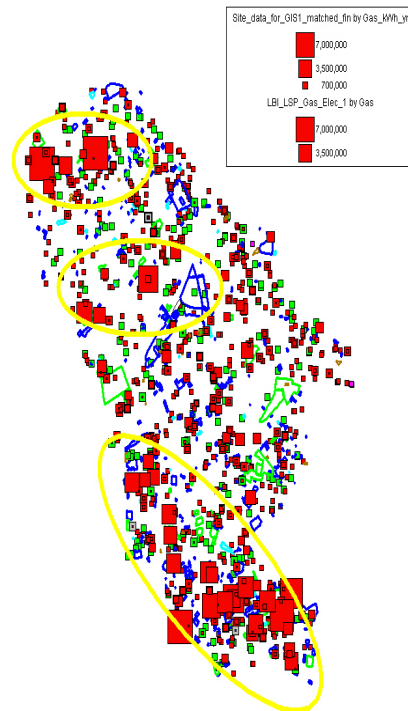 Site_data_for_GIS1_matched_fin by Gas_kWh_yr
7,000,000
3,500,000
700,000
LBI_LSP_Gas_Elec_1 by Gas
7,000,000
3,500,000